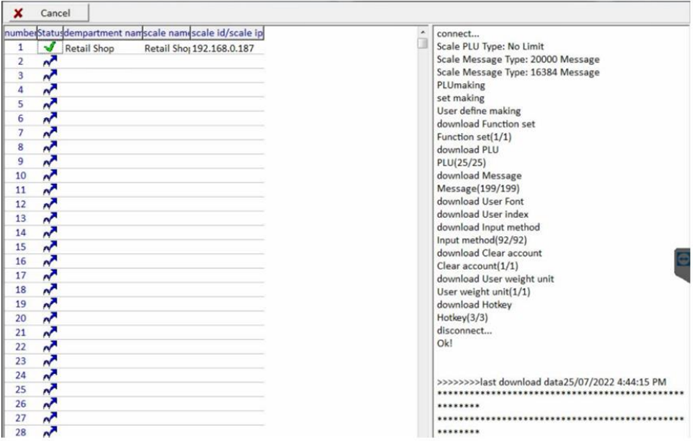 Cancel
number Status dempartment nam scale name scale id/scale ip
1 Retail Shop Retail Shop 192.168.0.187
2
3
4
5
6
7
8
9
10
11
12
13
14
15
16
17
18
19
20
21
22
23
24
25
26
27
28
connect...
Scale PLU Type: No Limit
Scale Message Type: 20000 Message
Scale Message Type: 16384 Message
PLUmaking
set making
User define making
download Function set
Function set(1/1)
download PLU
PLU(25/25)
download Message
Message(199/199)
download User Font
download User index
download Input method
Input method(92/92)
download Clear account
Clear account(1/1)
download User weight unit
User weight unit(1/1)
download Hotkey
Hotkey(3/3)
disconnect...
Ok!
>>>>>>>>last download data25/07/2022 4:44:15 PM
**********************************************
********
**********************************************
********